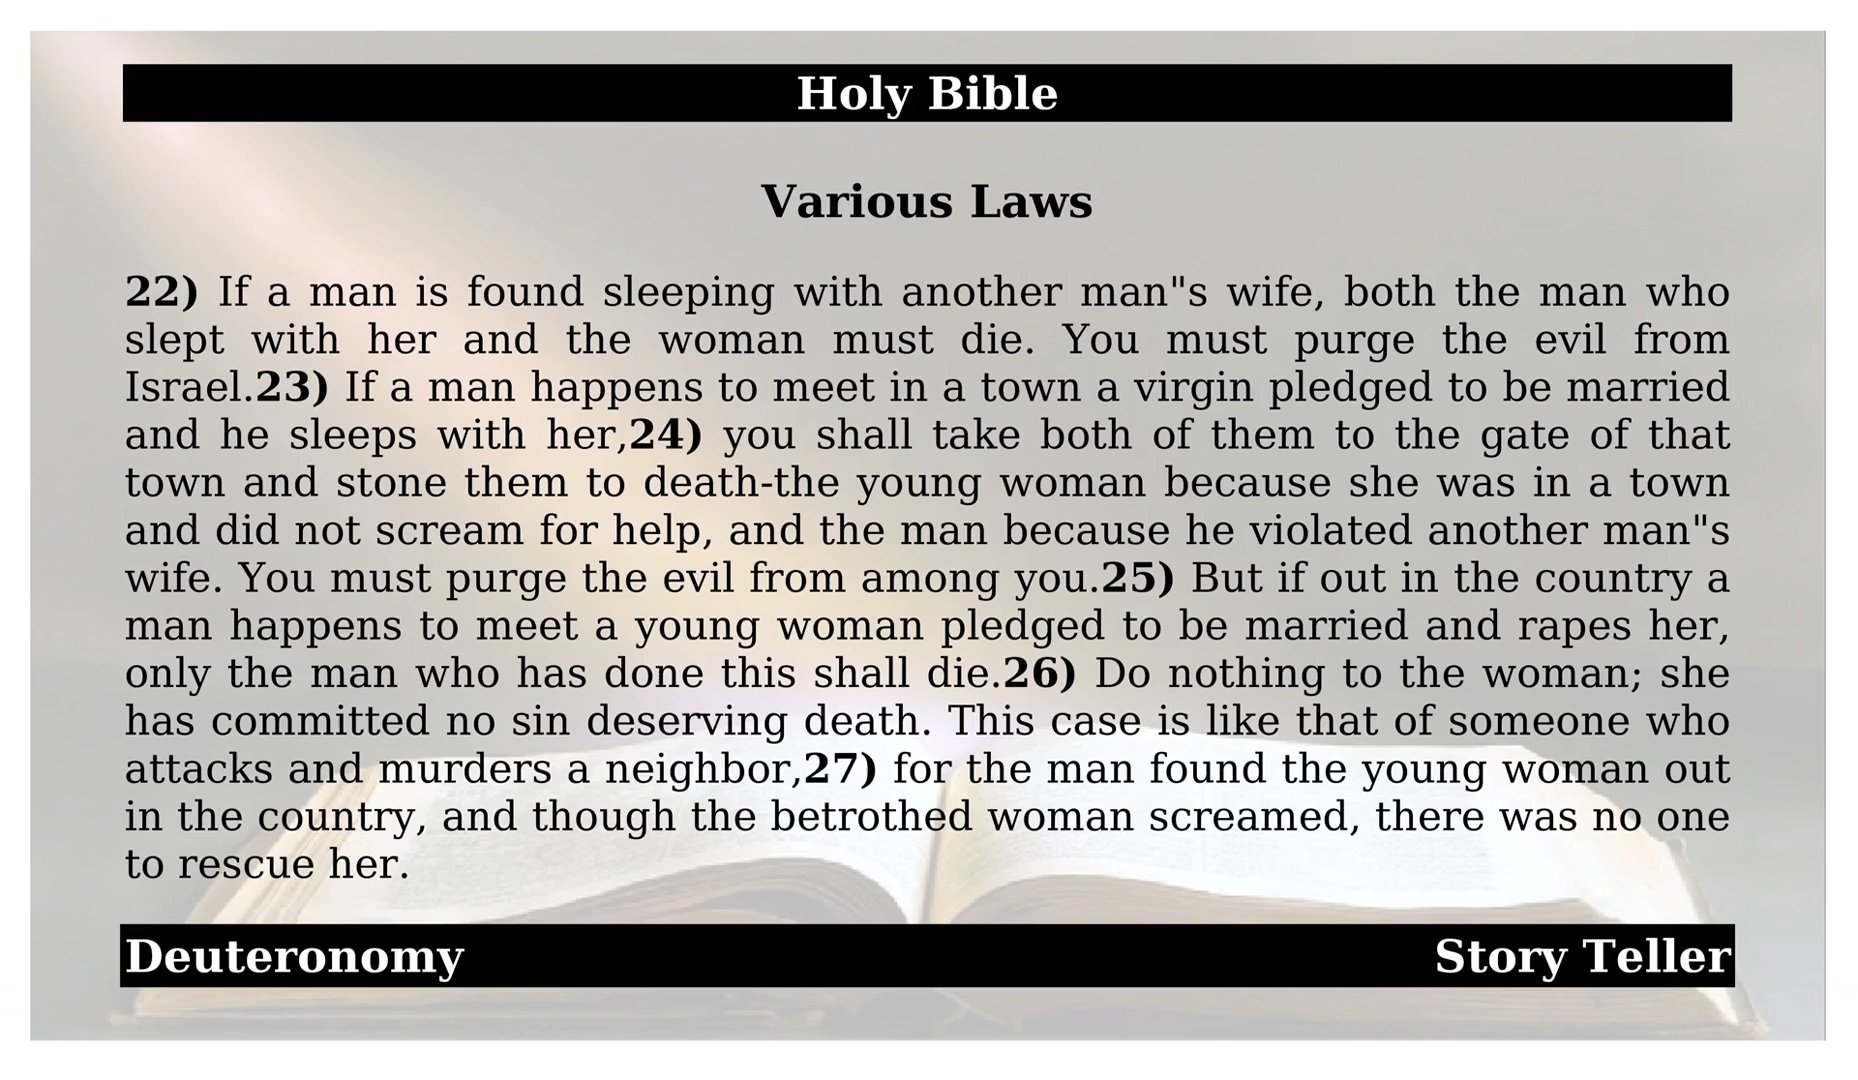 Holy Bible
Various Laws
22) If a man is found sleeping with another man"s wife, both the man who
slept with her and the woman must die. You must purge the evil from
Israel.23) If a man happens to meet in a town a virgin pledged to be married
and he sleeps with her,24) you shall take both of them to the gate of that
town and stone them to death-the young woman because she was in a town
and did not scream for help, and the man because he violated another man"s
wife. You must purge the evil from among you.25) But if out in the country a
man happens to meet a young woman pledged to be married and rapes her,
only the man who has done this shall die.26) Do nothing to the woman; she
has committed no sin deserving death. This case is like that of someone who
attacks and murders a neighbor,27) for the man found the young woman out
in the country, and though the betrothed woman screamed, there was no one
to rescue her.
Deuteronomy Story Teller